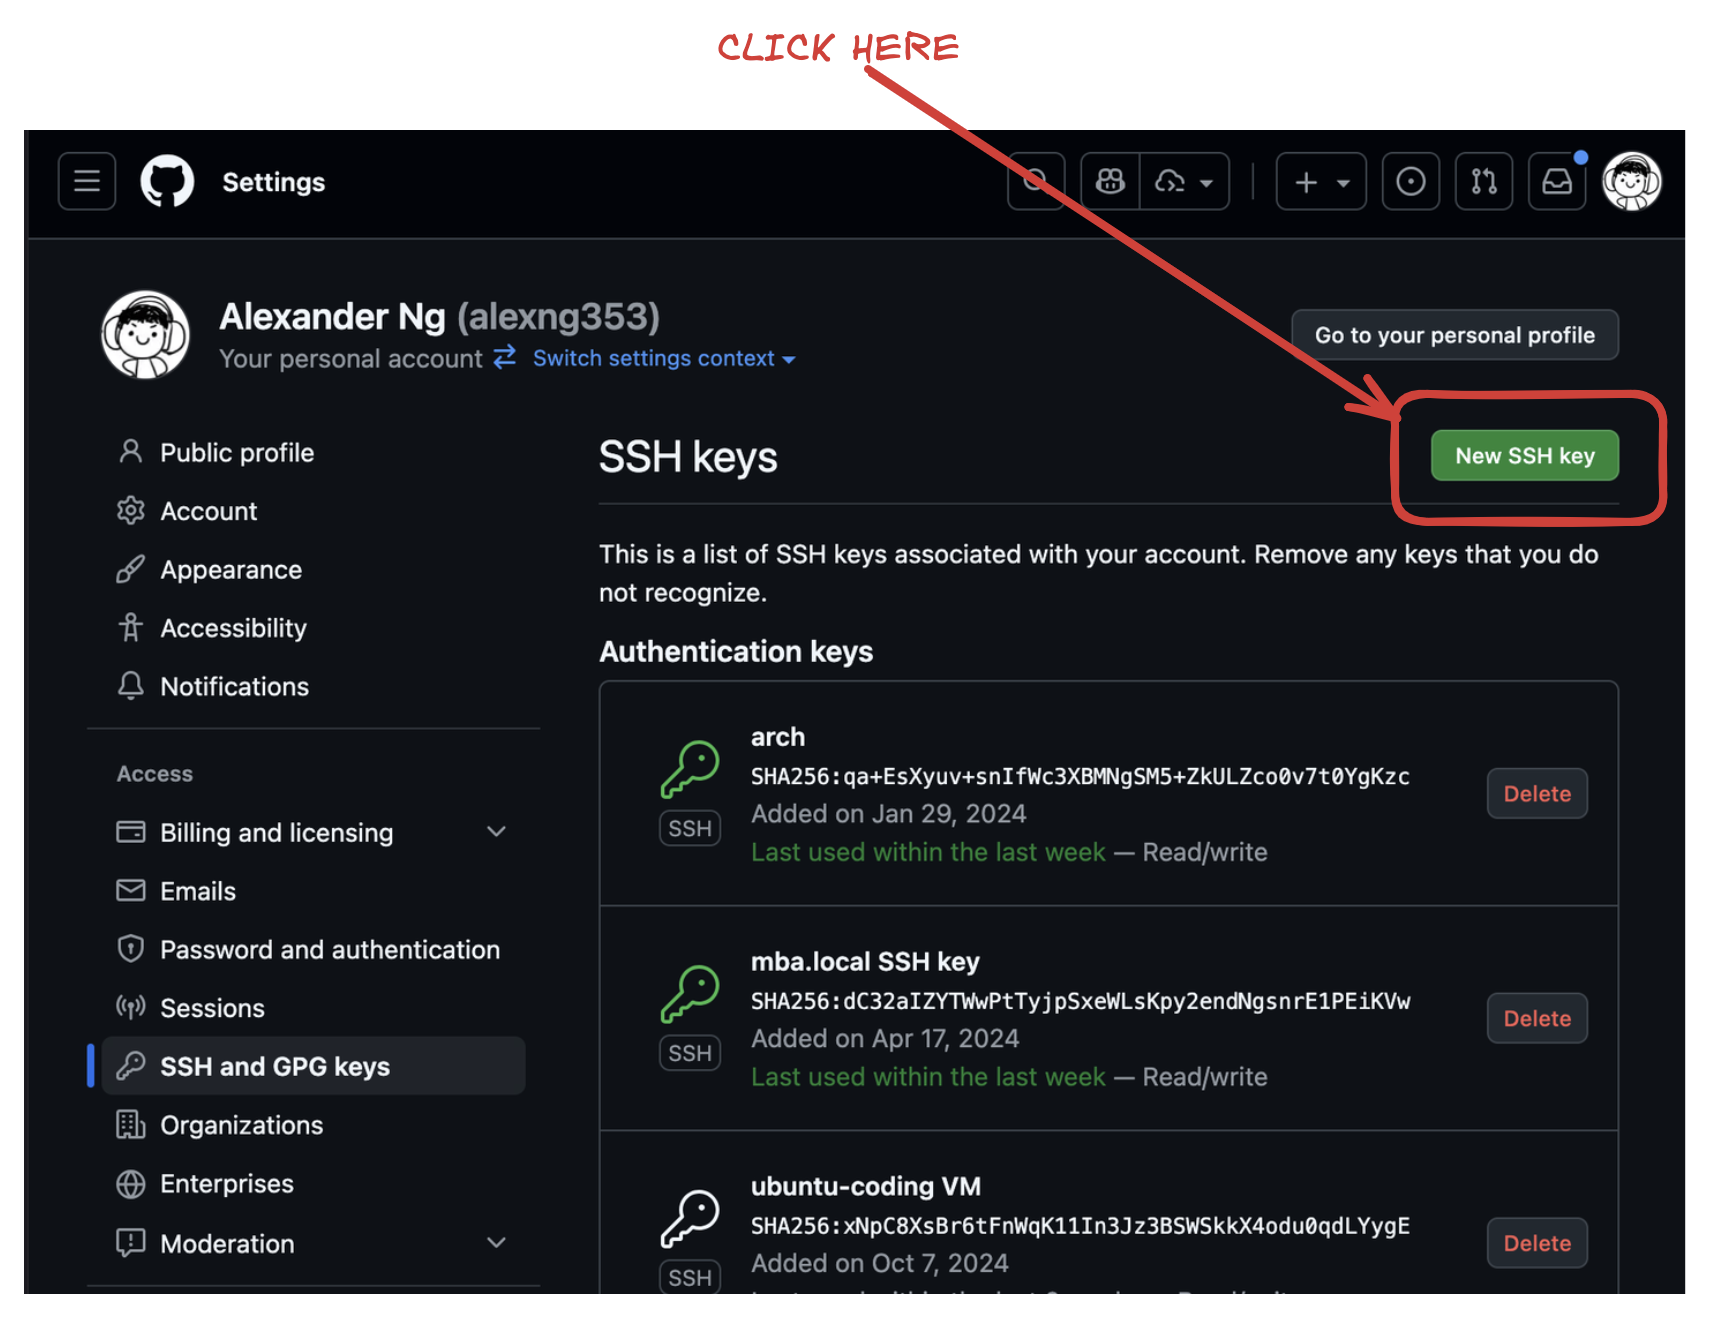 CLICK HERE
Settings
Alexander Ng (alexng353)
Your personal account Switch settings context
Go to your personal profile
Public profile
Account
Appearance
Accessibility
Notifications
Access
Billing and licensing
Emails
Password and authentication
Sessions
SSH and GPG keys
Organizations
Enterprises
Moderation
SSH keys
New SSH key
This is a list of SSH keys associated with your account. Remove any keys that you do
not recognize.
Authentication keys
arch
SHA256:qa+EsXyuv+snIfWc3XBMNgSM5+ZkULZco0v7t0YgKzc
Added on Jan 29, 2024
Last used within the last week — Read/write
SSH
Delete
mba.local SSH key
SHA256:dC32aIZYTWwPtTyjpSxeWLsKpy2endNgsnrE1PEiKVw
Added on Apr 17, 2024
Last used within the last week — Read/write
SSH
Delete
ubuntu-coding VM
SHA256:xNpC8XsBr6tFnWqK11In3Jz3BSWSkkX4odu0qdLYygE
Added on Oct 7, 2024
SSH
Delete